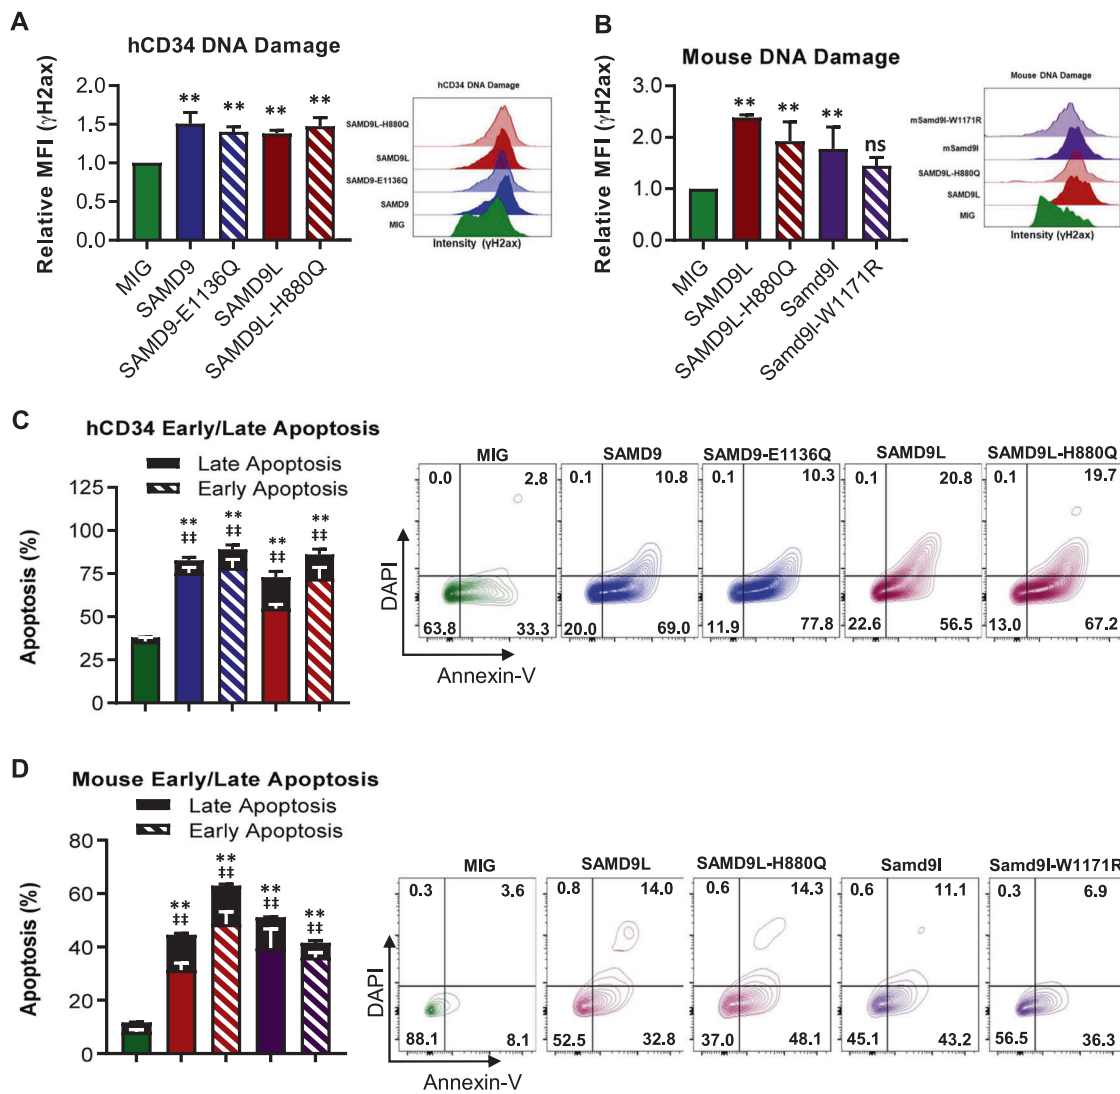 A
hCD34 DNA Damage
Relative MFI (γH2ax)
2.0
1.5
1.0
0.5
0.0
** ** ** **
MIG
SAMD9
SAMD9-E1136Q
SAMD9L
SAMD9L-H880Q
hCD34 DNA Damage
SAMD9L-H880Q
SAMD9L
SAMD9-E1136Q
SAMD9
MIG
Intensity (γH2ax)
B
Mouse DNA Damage
Relative MFI (γH2ax)
3.0
2.0
1.0
0.0
** ** ** ns
MIG
SAMD9L
SAMD9L-H880Q
Samd9l
Samd9l-W1171R
Mouse DNA Damage
mSamd9l-W1171R
mSamd9l
SAMD9L-H880Q
SAMD9L
MIG
Intensity (γH2ax)
C
hCD34 Early/Late Apoptosis
Late Apoptosis
Early Apoptosis
Apoptosis (%)
125
100
75
50
25
0
** ** ** **
‡‡ ‡‡ ‡‡ ‡‡
MIG SAMD9 SAMD9-E1136Q SAMD9L SAMD9L-H880Q
0.0 2.8 0.1 10.8 0.1 10.3 0.1 20.8 0.1 19.7
63.8 33.3 20.0 69.0 11.9 77.8 22.6 56.5 13.0 67.2
DAPI
Annexin-V
D
Mouse Early/Late Apoptosis
Late Apoptosis
Early Apoptosis
Apoptosis (%)
80
60
40
20
0
** ** ** **
‡‡ ‡‡ ‡‡ ‡‡
MIG SAMD9L SAMD9L-H880Q Samd9l Samd9l-W1171R
0.3 3.6 0.8 14.0 0.6 14.3 0.6 11.1 0.3 6.9
88.1 8.1 52.5 32.8 37.0 48.1 45.1 43.2 56.5 36.3
DAPI
Annexin-V